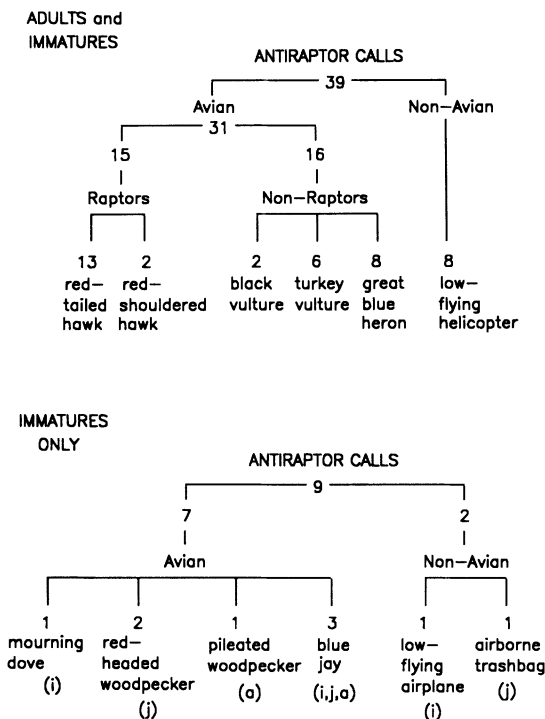 ADULTS and
IMMATURES
ANTIRAPTOR CALLS
39
Avian
Non-Avian
31
15
16
Raptors
Non-Raptors
13
red-
tailed
hawk
2
red-
shouldered
hawk
2
black
vulture
6
turkey
vulture
8
great
blue
heron
8
low-
flying
helicopter
IMMATURES
ONLY
ANTIRAPTOR CALLS
9
7
2
Avian
Non-Avian
1
mourning
dove
(i)
2
red-
headed
woodpecker
(j)
1
pileated
woodpecker
(a)
3
blue
jay
(i,j,a)
1
low-
flying
airplane
(i)
1
airborne
trashbag
(j)